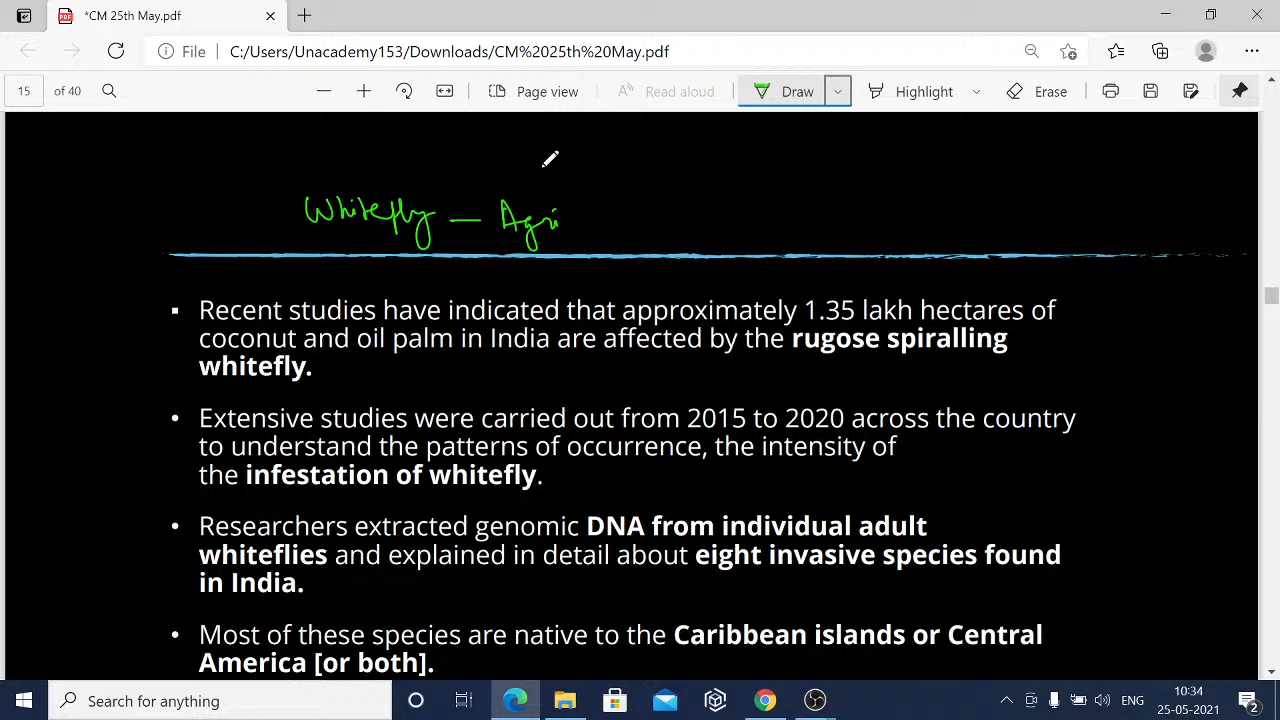 *CM 25th May.pdf
File C:/Users/Unacademy153/Downloads/CM%2025th%20May.pdf
15 of 40 Page view Read aloud Draw Highlight Erase
Whitefly — Agri
▪ Recent studies have indicated that approximately 1.35 lakh hectares of
coconut and oil palm in India are affected by the rugose spiralling
whitefly.
• Extensive studies were carried out from 2015 to 2020 across the country
to understand the patterns of occurrence, the intensity of
the infestation of whitefly.
• Researchers extracted genomic DNA from individual adult
whiteflies and explained in detail about eight invasive species found
in India.
• Most of these species are native to the Caribbean islands or Central
America [or both].
Type here: Search for anything
ENG
10:34
25-05-2021
2